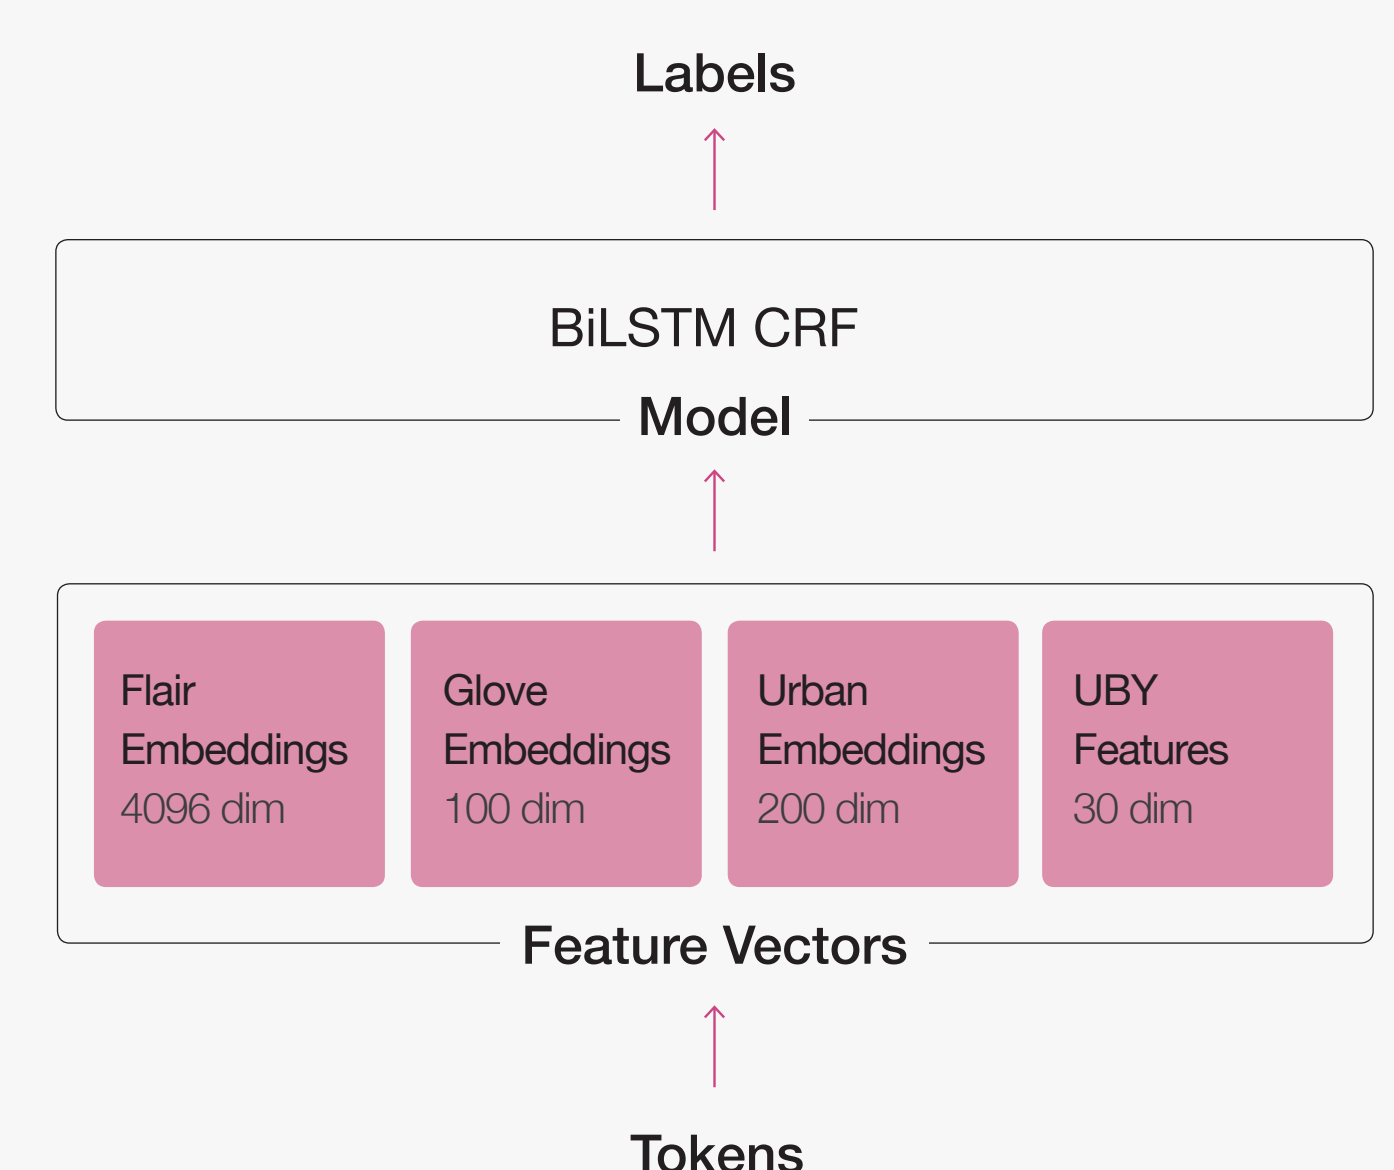 Labels
BiLSTM CRF
Model
Flair
Embeddings
4096 dim
Glove
Embeddings
100 dim
Urban
Embeddings
200 dim
UBY
Features
30 dim
Feature Vectors
Tokens